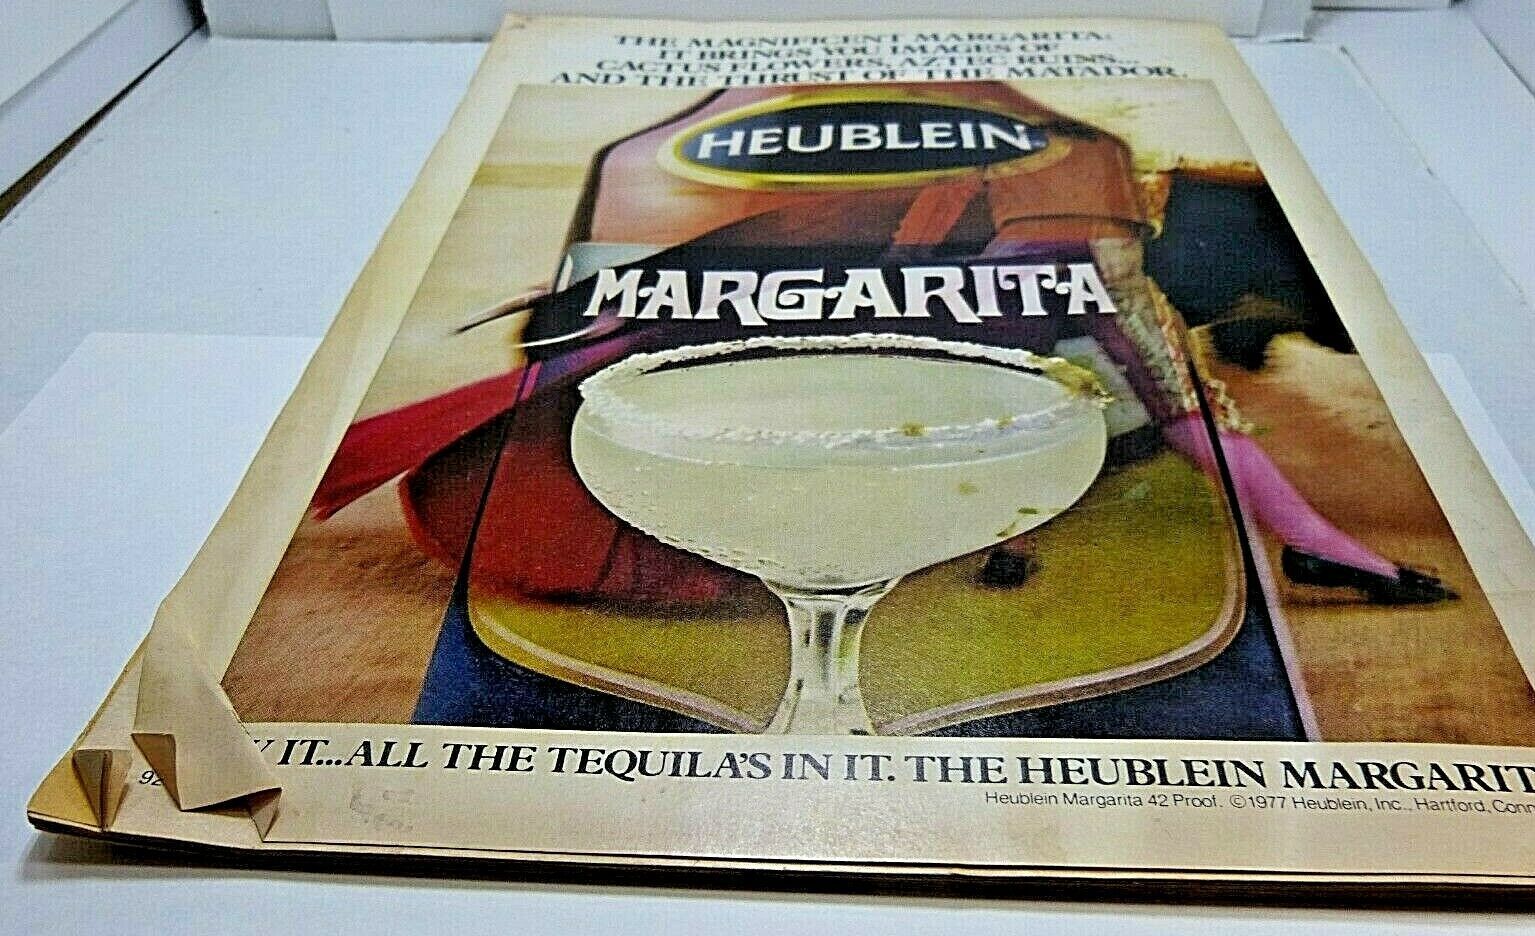 THE MAGNIFICENT MARGARITA:
IT BRINGS YOU IMAGES OF
CACTUS FLOWERS, AZTEC RUINS...
AND THE THRUST OF THE MATADOR.
HEUBLEIN
MARGARITA
Y IT...ALL THE TEQUILA'S IN IT. THE HEUBLEIN MARGARIT
Heublein Margarita 42 Proof. ©1977 Heublein, Inc., Hartford, Conn
92